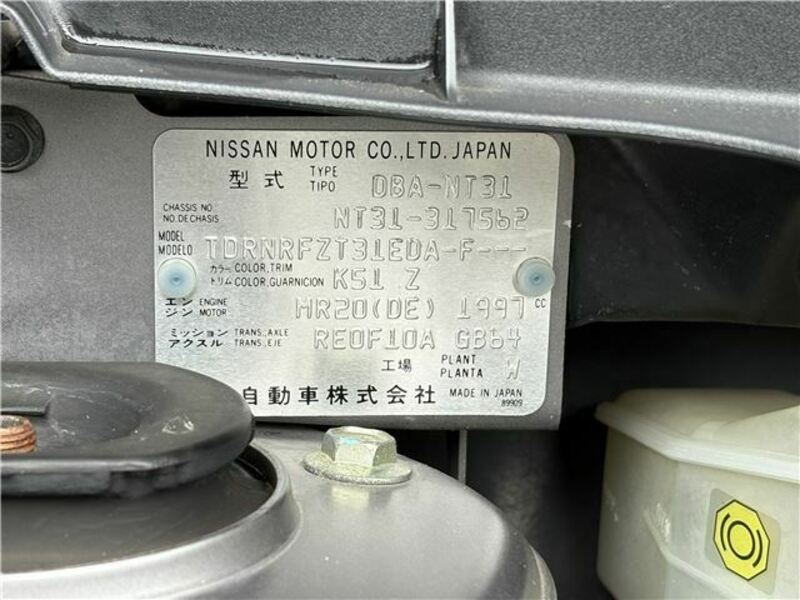 NISSAN MOTOR CO.,LTD. JAPAN
型式 TYPE TIPO DBA-NT31
CHASSIS NO NO.DE CHASIS NT31-317562
MODEL MODELO TDRNRFZT31EDA-F---
カラー COLOR,TRIM トリム COLOR,GUARNICION K51 Z
エンジン ENGINE MOTOR MR20(DE) 1997 CC
ミッション アクスル TRANS.,AXLE TRANS.,EJE RE0F10A GB64
工場 PLANT PLANTA W
自動車株式会社 MADE IN JAPAN
89909